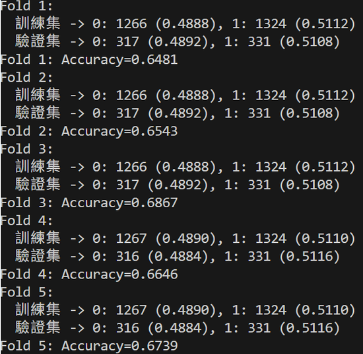 Fold 1:
訓練集 -> 0: 1266 (0.4888), 1: 1324 (0.5112)
驗證集 -> 0: 317 (0.4892), 1: 331 (0.5108)
Fold 1: Accuracy=0.6481
Fold 2:
訓練集 -> 0: 1266 (0.4888), 1: 1324 (0.5112)
驗證集 -> 0: 317 (0.4892), 1: 331 (0.5108)
Fold 2: Accuracy=0.6543
Fold 3:
訓練集 -> 0: 1266 (0.4888), 1: 1324 (0.5112)
驗證集 -> 0: 317 (0.4892), 1: 331 (0.5108)
Fold 3: Accuracy=0.6867
Fold 4:
訓練集 -> 0: 1267 (0.4890), 1: 1324 (0.5110)
驗證集 -> 0: 316 (0.4884), 1: 331 (0.5116)
Fold 4: Accuracy=0.6646
Fold 5:
訓練集 -> 0: 1267 (0.4890), 1: 1324 (0.5110)
驗證集 -> 0: 316 (0.4884), 1: 331 (0.5116)
Fold 5: Accuracy=0.6739